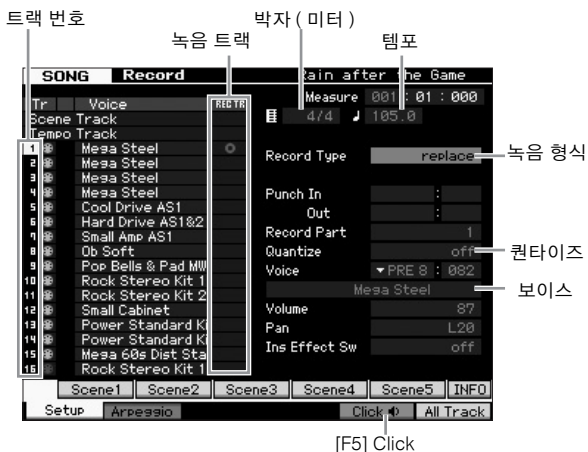 트랙 번호
박자 ( 미터 )
녹음 트랙
템포
SONG Record Rain after the Game
Measure 001 : 01 : 000
Tr Voice REC TR
4/4 105.0
Scene Track
Tempo Track
1 Mega Steel
2 Mega Steel
3 Mega Steel
4 Mega Steel
5 Cool Drive AS1
6 Hard Drive AS1&2
7 Small Amp AS1
8 Ob Soft
9 Pop Bells & Pad MW
10 Rock Stereo Kit 1
11 Rock Stereo Kit 2
12 Small Cabinet
13 Power Standard Ki
14 Power Standard Ki
15 Mega 60s Dist Sta
16 Rock Stereo Kit 1
Record Type replace
녹음 형식
Punch In :
Out :
Record Part 1
Quantize off
퀀타이즈
Voice PRE 8 : 082
Mega Steel
보이스
Volume 87
Pan L20
Ins Effect Sw off
Scene1 Scene2 Scene3 Scene4 Scene5 INFO
Setup Arpeggio Click All Track
[F5] Click